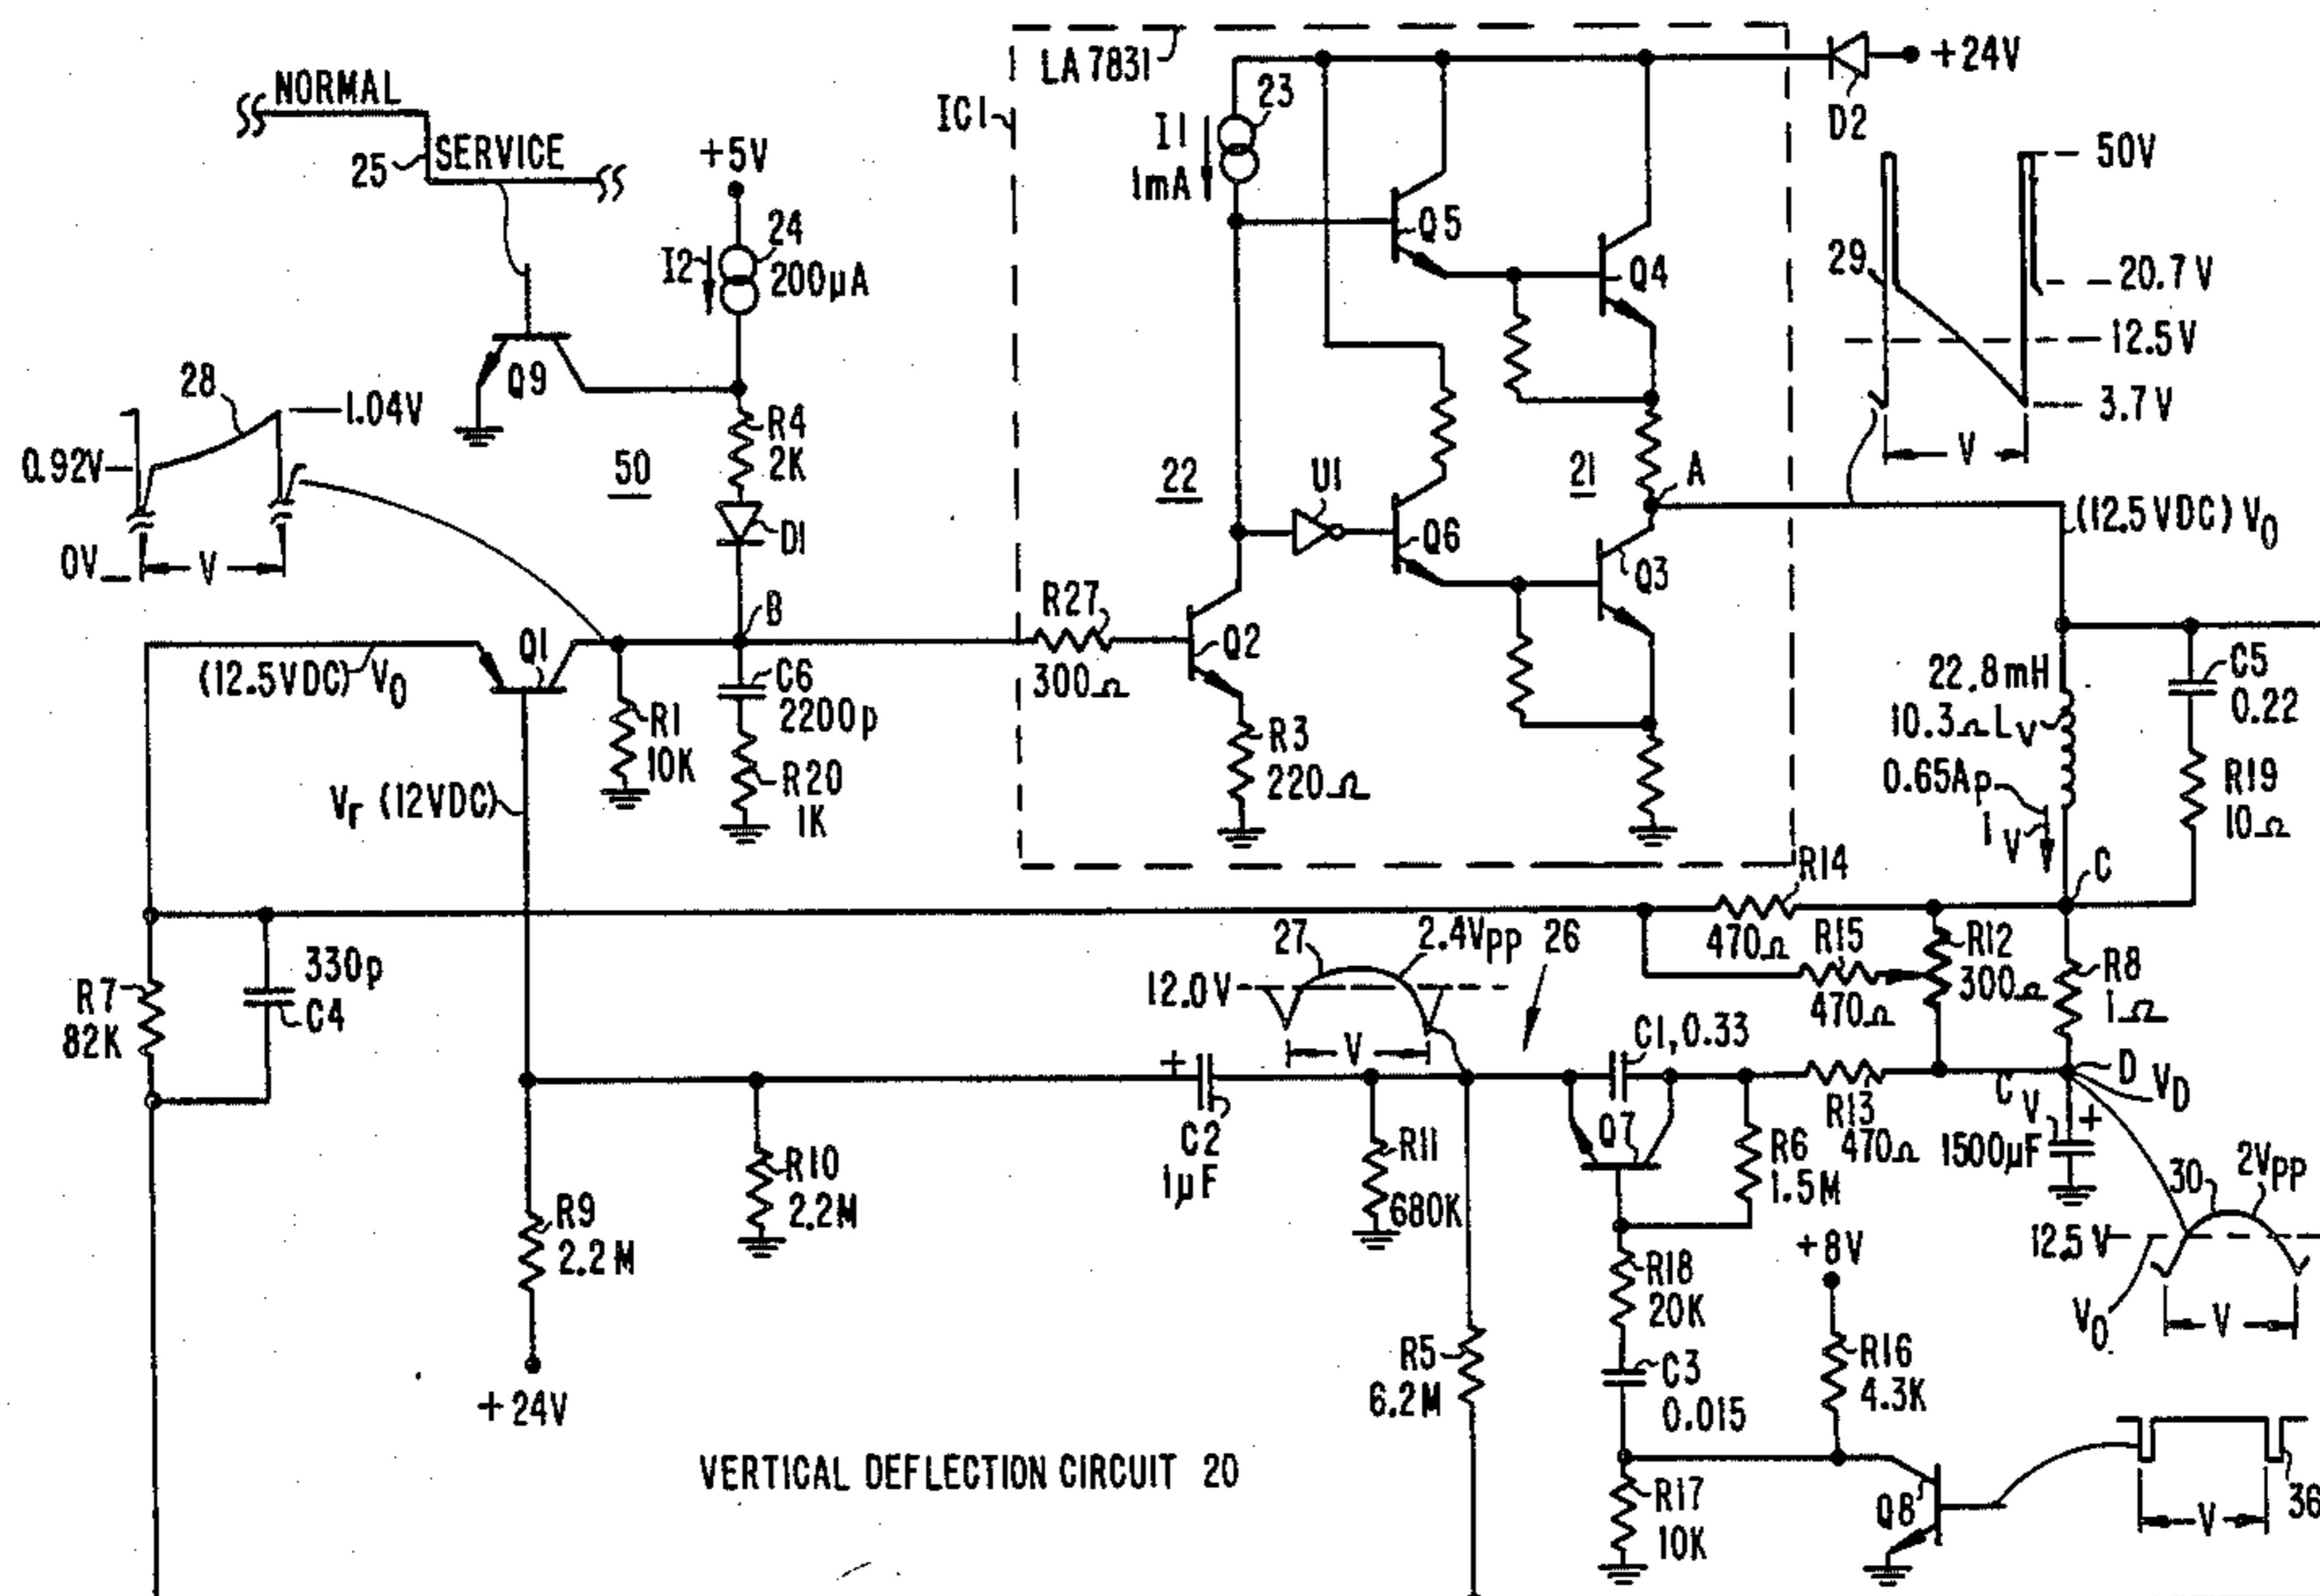 NORMAL
SERVICE
25
+5V
I2
24
200µA
Q9
28
1.04V
0.92V
0V
V
50
R4
2K
D1
B
Q1
(12.5VDC) V0
Vr (12VDC)
R1
10K
C6
2200p
R20
1K
R27
300Ω
LA 7831
IC1
I1
1mA
23
Q5
Q4
22
U1
Q6
21
A
Q3
Q2
R3
220Ω
D2
+24V
50V
29
20.7V
12.5V
3.7V
V
(12.5VDC) V0
22.8mH
10.3Ω LV
0.65Ap
iV
C5
0.22
R19
10Ω
C
R14
470Ω
R15
470Ω
R12
300Ω
R8
1Ω
R7
82K
330p
C4
27
2.4VPP
26
12.0V
V
C1, 0.33
R13
470Ω
D
VD
CV
1500µF
+
30
2VPP
12.5V
V0
V
+
C2
1µF
R11
680K
Q7
R6
1.5M
R10
2.2M
R9
2.2M
+24V
R18
20K
+8V
R5
6.2M
C3
0.015
R16
4.3K
R17
10K
Q8
V
36
VERTICAL DEFLECTION CIRCUIT 20